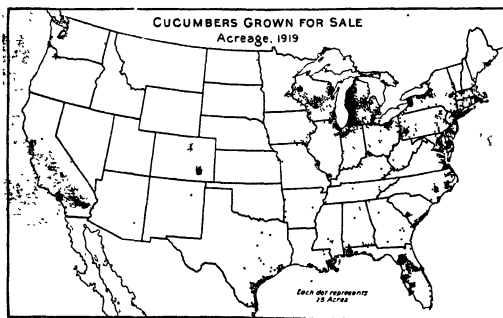 CUCUMBERS GROWN FOR SALE
Acreage, 1919
Each dot represents
25 Acres